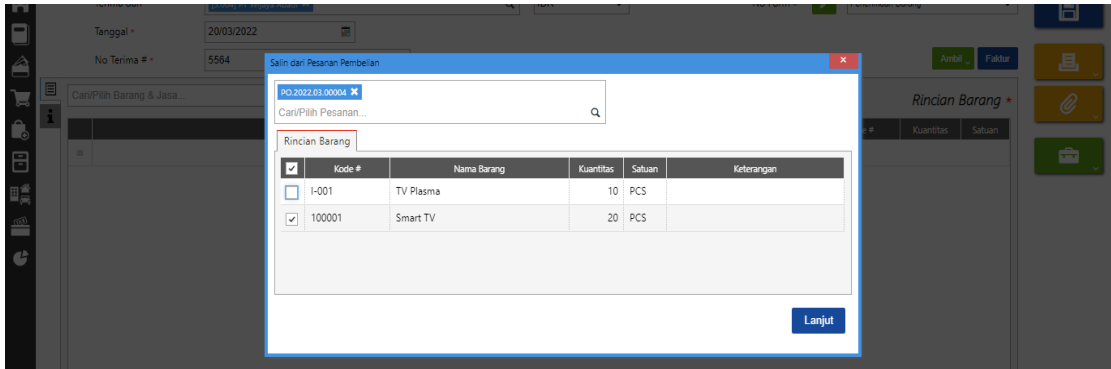 Tanggal *
20/03/2022
No Terima # *
5564
Ambil
Faktur
Cari/Pilih Barang & Jasa...
Rincian Barang *
Kuantitas
Satuan
Salin dari Pesanan Pembelian
PO.2022.03.00004
Cari/Pilih Pesanan...
Rincian Barang
Kode # Nama Barang Kuantitas Satuan Keterangan
I-001 TV Plasma 10 PCS
100001 Smart TV 20 PCS
Lanjut